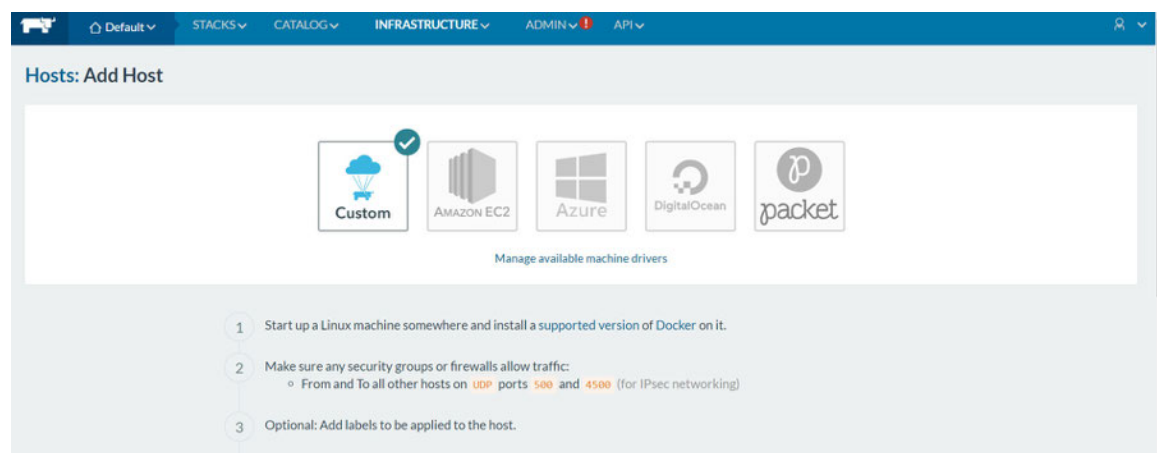 Default STACKS CATALOG INFRASTRUCTURE ADMIN ! API
Hosts: Add Host
Custom AMAZON EC2 Azure DigitalOcean packet
Manage available machine drivers
1 Start up a Linux machine somewhere and install a supported version of Docker on it.
2 Make sure any security groups or firewalls allow traffic:
◦ From and To all other hosts on UDP ports 500 and 4500 (for IPsec networking)
3 Optional: Add labels to be applied to the host.